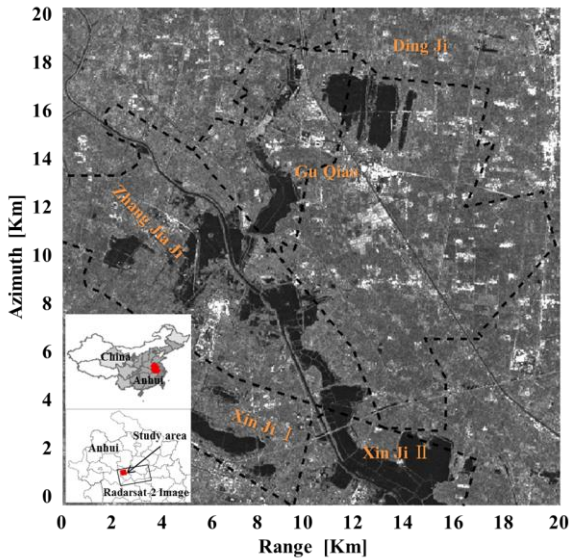 20
18
16
14
12
10
8
6
4
2
0
Azimuth [Km]
Ding Ji
Gu Qiao
Zhang Jia Ji
Xin Ji Ⅰ
Xin Ji Ⅱ
China
Anhui
Anhui
Study area
Radarsat-2 Image
0 2 4 6 8 10 12 14 16 18 20
Range [Km]